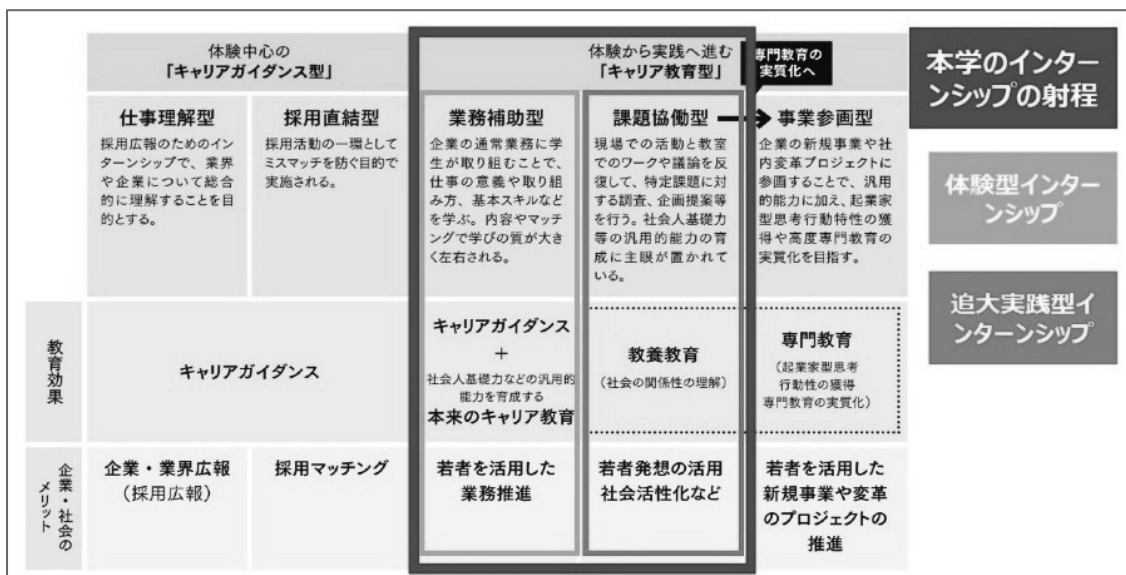 体験中心の
「キャリアガイダンス型」
体験から実践へ進む
「キャリア教育型」
専門教育の
実質化へ
仕事理解型
採用広報のためのイ
ンターンシップで、業界
や企業について総合
的に理解することを目
的とする。
採用直結型
採用活動の一環として
ミスマッチを防ぐ目的で
実施される。
業務補助型
企業の通常業務に学
生が取り組むことで、
仕事の意義や取り組
み方、基本スキルなど
を学ぶ。内容やマッチ
ングで学びの質が大き
く左右される。
課題協働型
現場での活動と教室
でのワークや議論を反
復して、特定課題に対
する調査、企画提案等
を行う。社会人基礎力
等の汎用的能力の育
成に主眼が置かれて
いる。
事業参画型
企業の新規事業や社
内変革プロジェクトに
参画することで、汎用
的能力に加え、起業家
型思考行動特性の獲
得や高度専門教育の
実質化を目指す。
教育効果
キャリアガイダンス
キャリアガイダンス
+
社会人基礎力などの汎用的
能力を育成する
本来のキャリア教育
教養教育
(社会の関係性の理解)
専門教育
(起業家型思考
行動性の獲得
専門教育の実質化)
企業・社会の
メリット
企業・業界広報
(採用広報)
採用マッチング
若者を活用した
業務推進
若者発想の活用
社会活性化など
若者を活用した
新規事業や変革
のプロジェクトの
推進
本学のインター
ンシップの射程
体験型インター
ンシップ
追大実践型イ
ンターンシップ